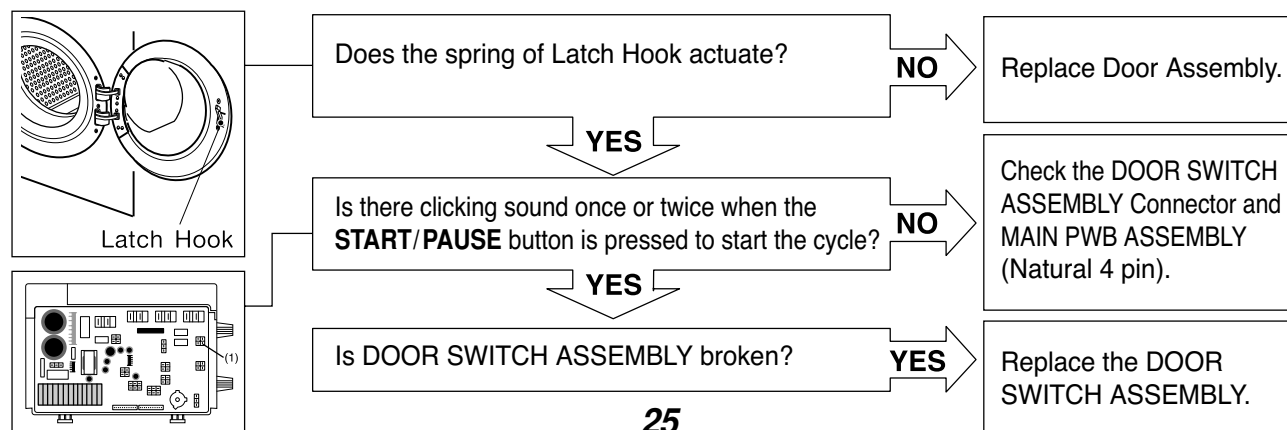 Does the spring of Latch Hook actuate?
NO
Replace Door Assembly.
YES
Latch Hook
Is there clicking sound once or twice when the
START/PAUSE button is pressed to start the cycle?
NO
Check the DOOR SWITCH
ASSEMBLY Connector and
MAIN PWB ASSEMBLY
(Natural 4 pin).
YES
(1)
Is DOOR SWITCH ASSEMBLY broken?
YES
Replace the DOOR
SWITCH ASSEMBLY.
25